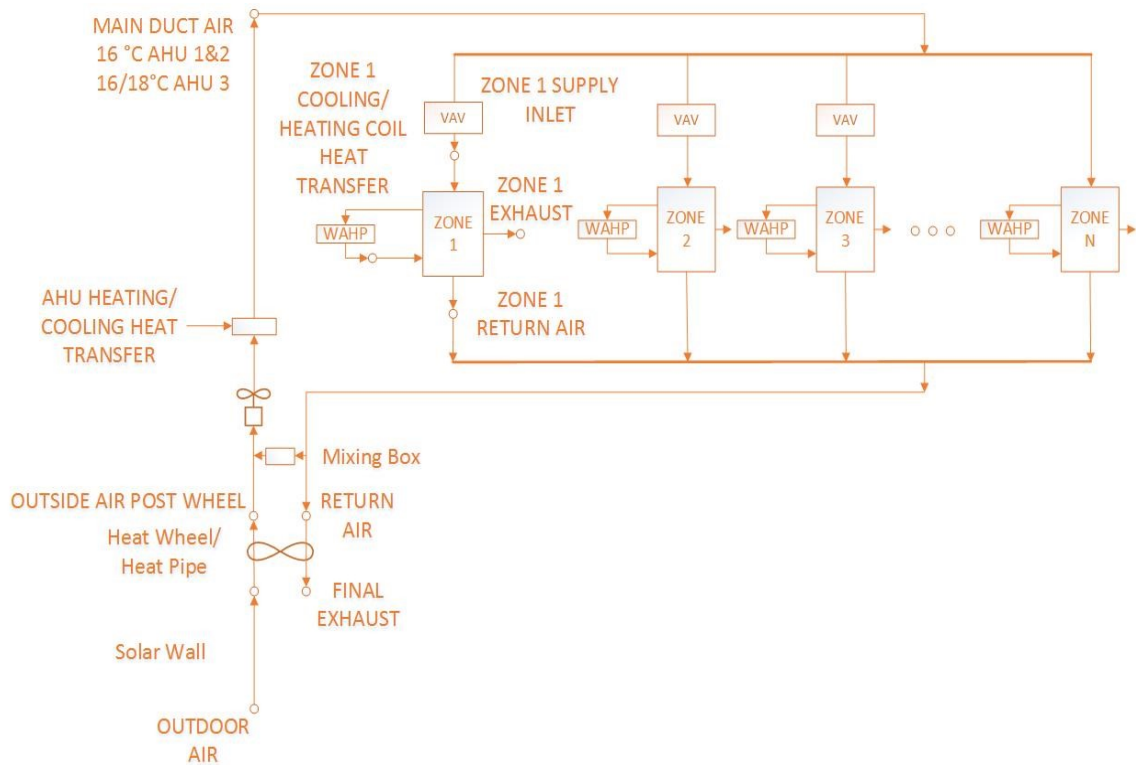 MAIN DUCT AIR
16 °C AHU 1&2
16/18°C AHU 3
ZONE 1
COOLING/
HEATING COIL
HEAT
TRANSFER
ZONE 1 SUPPLY
INLET
VAV
VAV
VAV
ZONE 1
EXHAUST
WAHP
ZONE
1
WAHP
ZONE
2
WAHP
ZONE
3
WAHP
ZONE
N
ZONE 1
RETURN AIR
AHU HEATING/
COOLING HEAT
TRANSFER
Mixing Box
OUTSIDE AIR POST WHEEL
RETURN
AIR
Heat Wheel/
Heat Pipe
FINAL
EXHAUST
Solar Wall
OUTDOOR
AIR